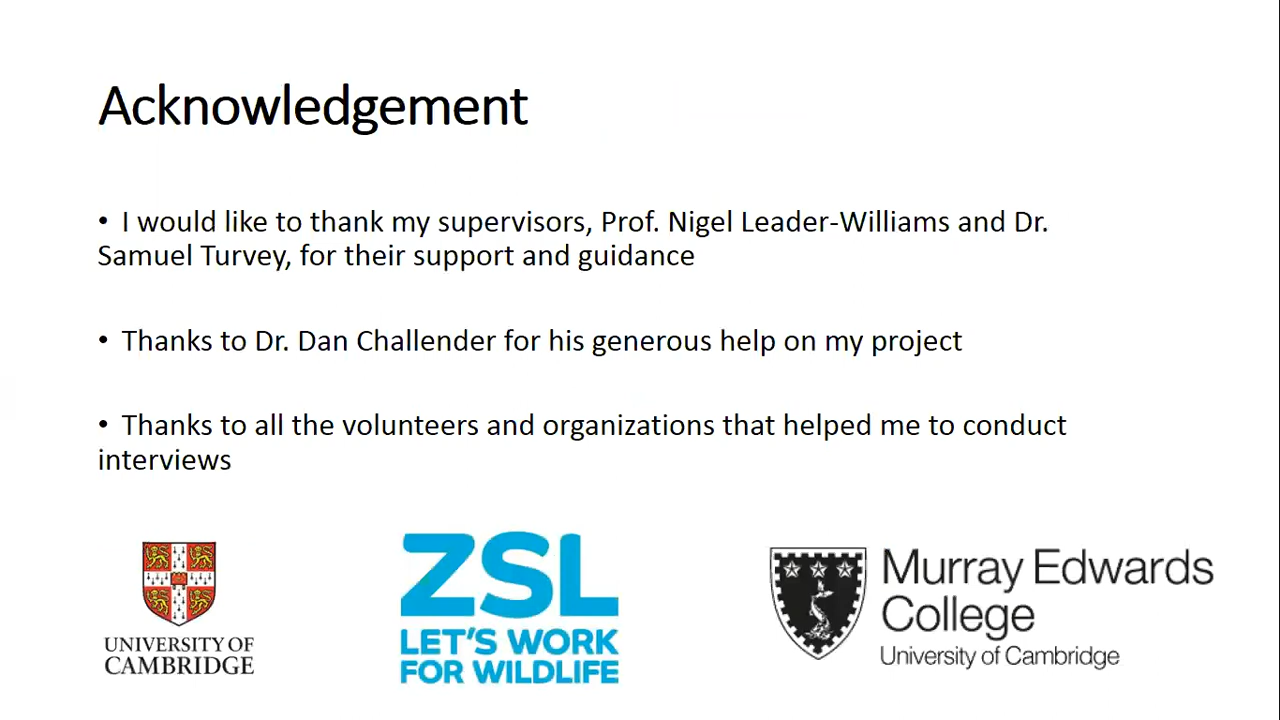 Acknowledgement
• I would like to thank my supervisors, Prof. Nigel Leader-Williams and Dr.
Samuel Turvey, for their support and guidance
• Thanks to Dr. Dan Challender for his generous help on my project
• Thanks to all the volunteers and organizations that helped me to conduct
interviews
UNIVERSITY OF
CAMBRIDGE
ZSL
LET'S WORK
FOR WILDLIFE
Murray Edwards
College
University of Cambridge